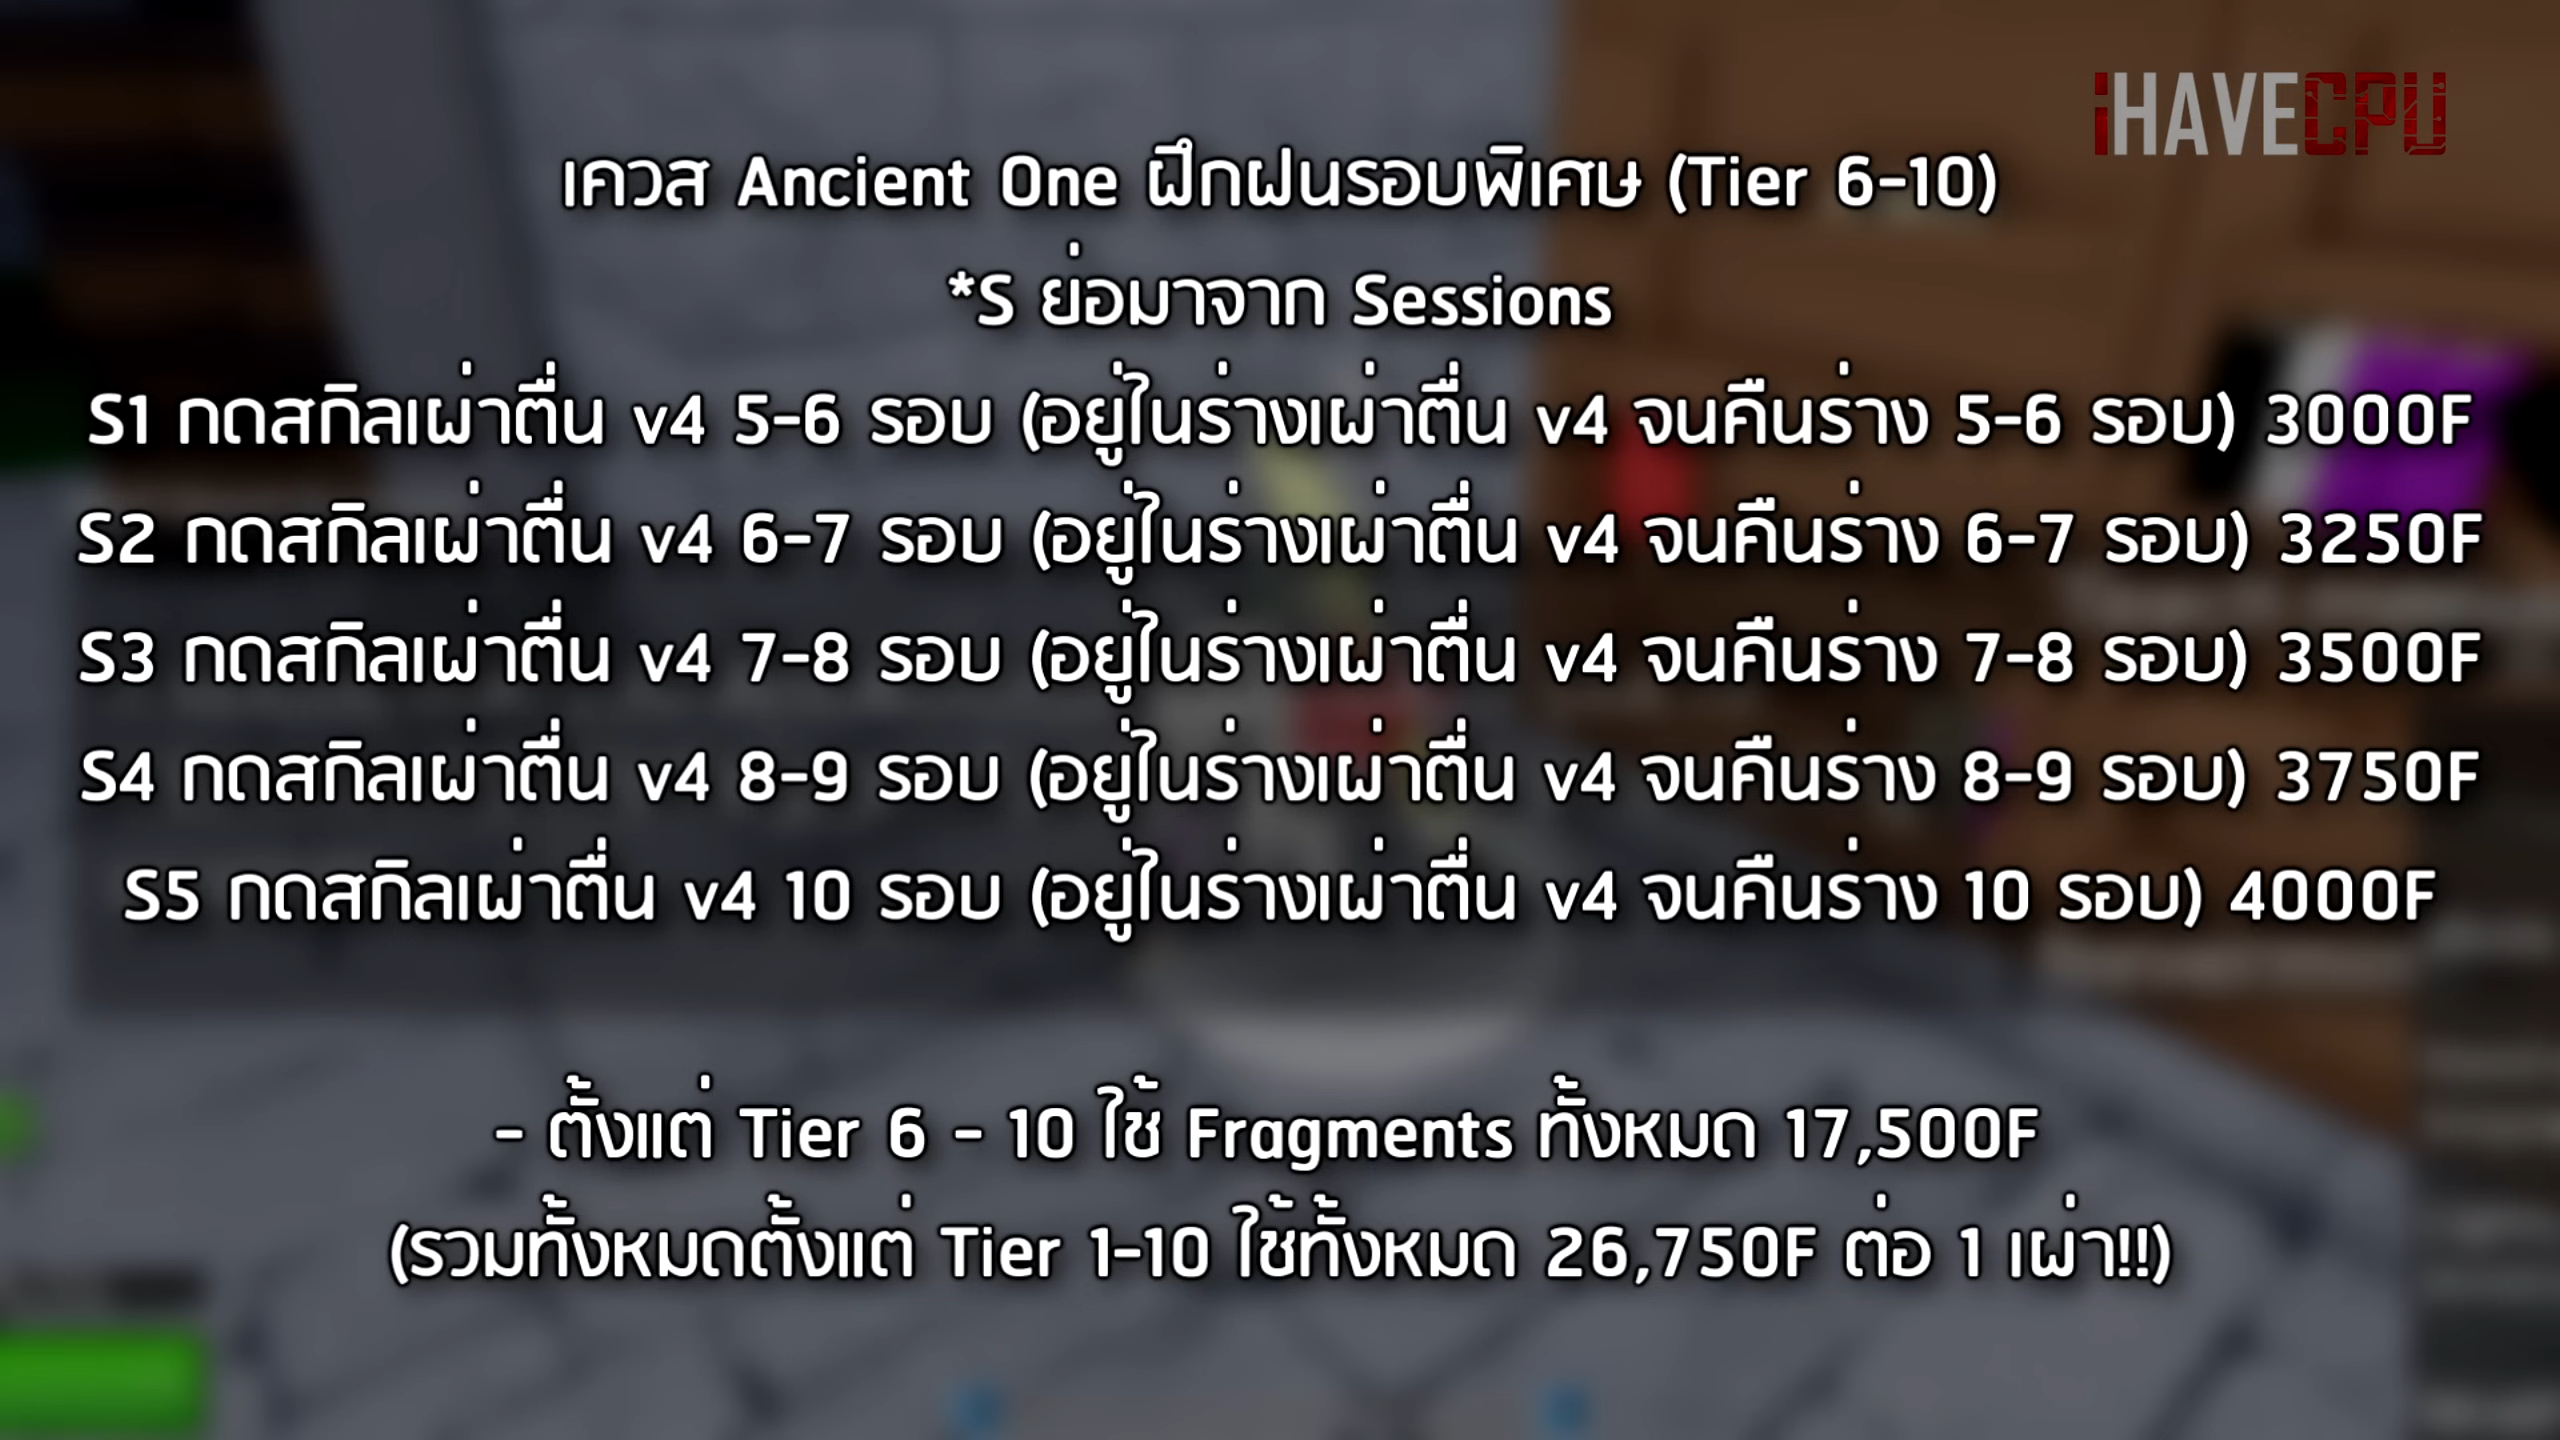 iHAVECPU
เควส Ancient One ฝึกฝนรอบพิเศษ (Tier 6-10)
*S ย่อมาจาก Sessions
S1 กดสกิลเผ่าตื่น v4 5-6 รอบ (อยู่ในร่างเผ่าตื่น v4 จนคืนร่าง 5-6 รอบ) 3000F
S2 กดสกิลเผ่าตื่น v4 6-7 รอบ (อยู่ในร่างเผ่าตื่น v4 จนคืนร่าง 6-7 รอบ) 3250F
S3 กดสกิลเผ่าตื่น v4 7-8 รอบ (อยู่ในร่างเผ่าตื่น v4 จนคืนร่าง 7-8 รอบ) 3500F
S4 กดสกิลเผ่าตื่น v4 8-9 รอบ (อยู่ในร่างเผ่าตื่น v4 จนคืนร่าง 8-9 รอบ) 3750F
S5 กดสกิลเผ่าตื่น v4 10 รอบ (อยู่ในร่างเผ่าตื่น v4 จนคืนร่าง 10 รอบ) 4000F
- ตั้งแต่ Tier 6 - 10 ใช้ Fragments ทั้งหมด 17,500F
(รวมทั้งหมดตั้งแต่ Tier 1-10 ใช้ทั้งหมด 26,750F ต่อ 1 เผ่า!!)